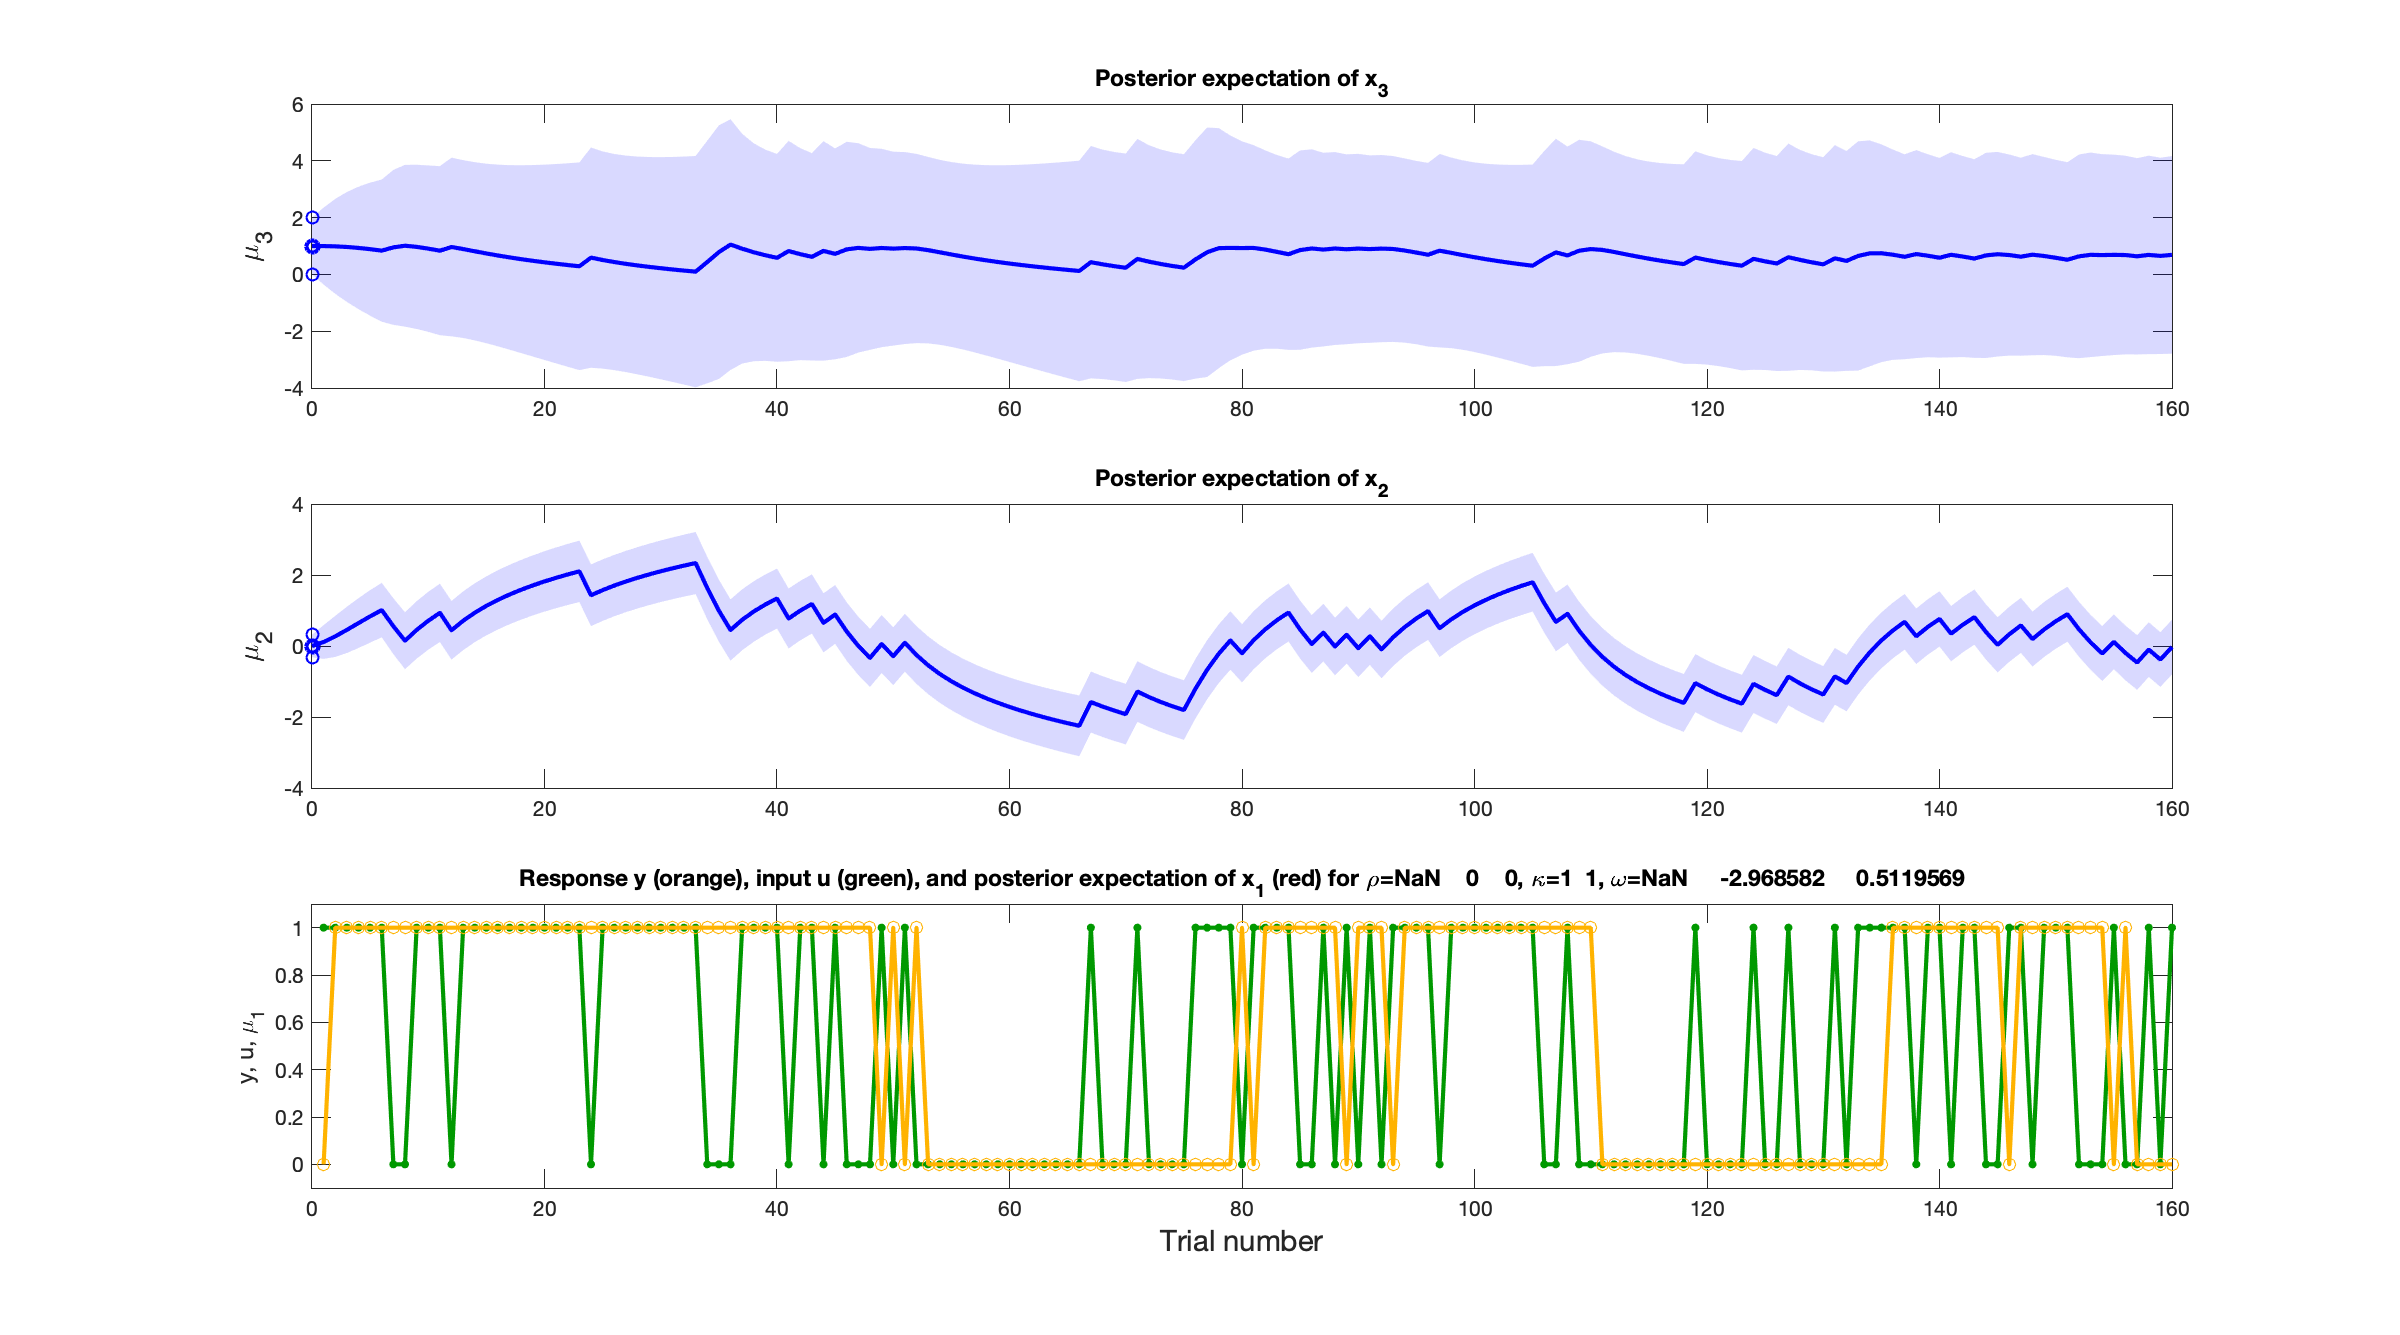 Posterior expectation of x3
6
4
2
0
-2
-4
μ3
0 20 40 60 80 100 120 140 160
Posterior expectation of x2
4
2
0
-2
-4
μ2
0 20 40 60 80 100 120 140 160
Response y (orange), input u (green), and posterior expectation of x1 (red) for ρ=NaN 0 0, κ=1 1, ω=NaN -2.968582 0.5119569
1
0.8
0.6
0.4
0.2
0
y, u, μ1
0 20 40 60 80 100 120 140 160
Trial number